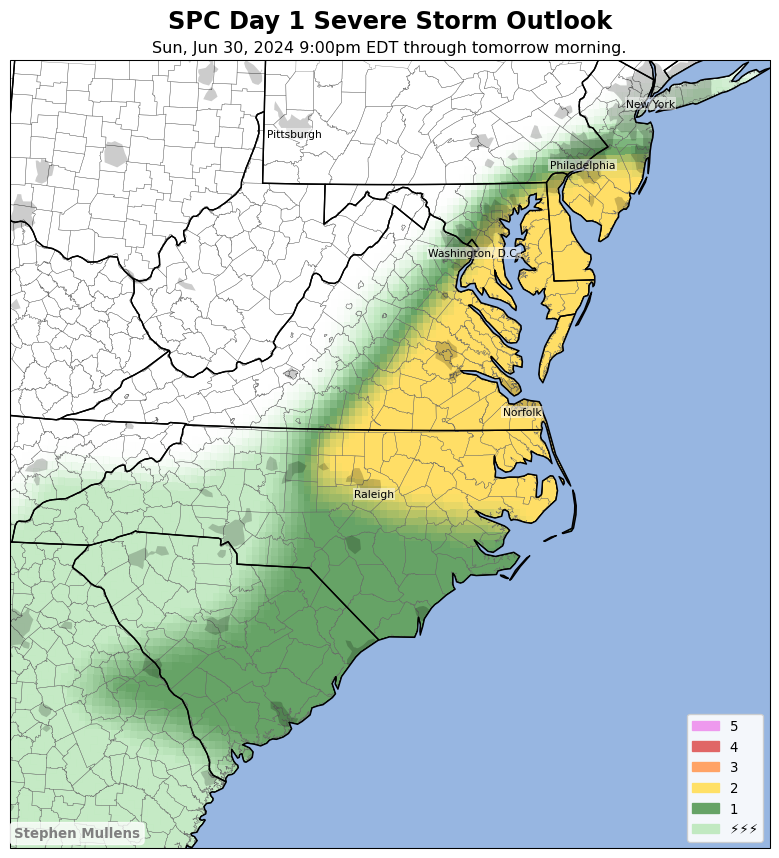 SPC Day 1 Severe Storm Outlook
Sun, Jun 30, 2024 9:00pm EDT through tomorrow morning.
New York
Pittsburgh
Philadelphia
Washington, D.C.
Norfolk
Raleigh
5
4
3
2
1
⚡⚡⚡
Stephen Mullens